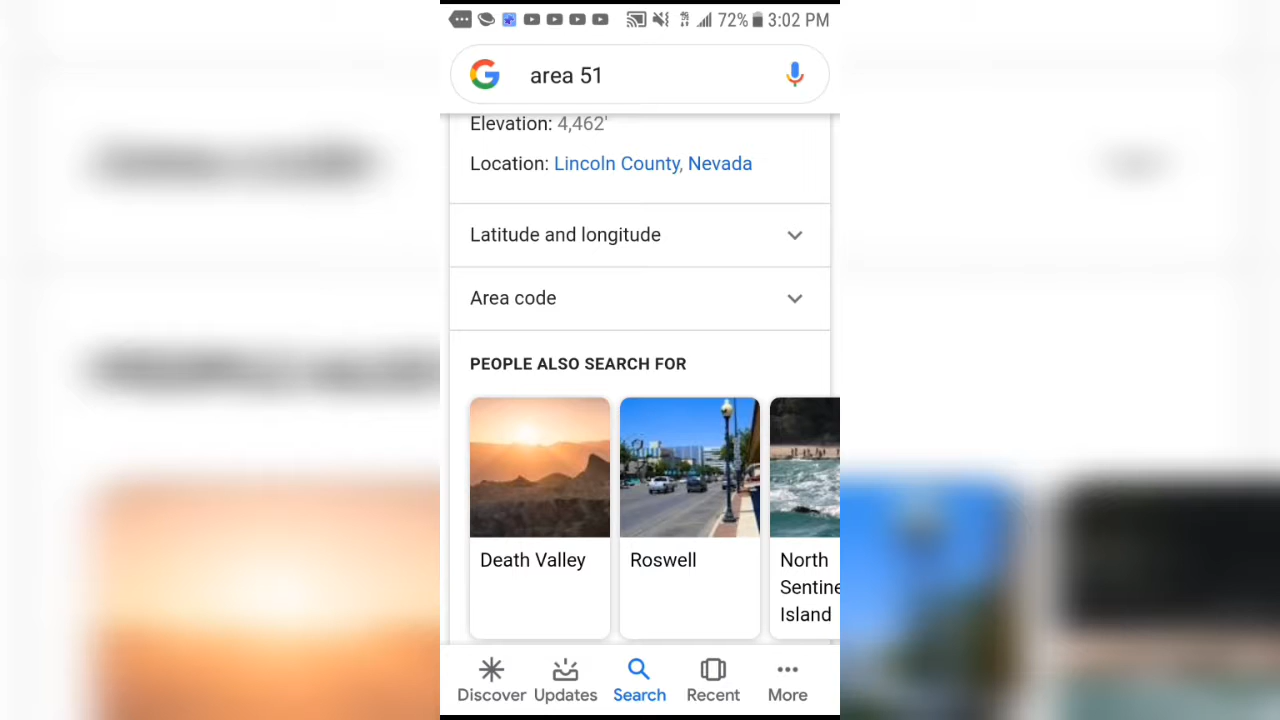 72% 3:02 PM
area 51
Elevation: 4,462'
Location: Lincoln County, Nevada
Latitude and longitude
Area code
PEOPLE ALSO SEARCH FOR
Death Valley
Roswell
North
Sentine
Island
Discover Updates Search Recent More